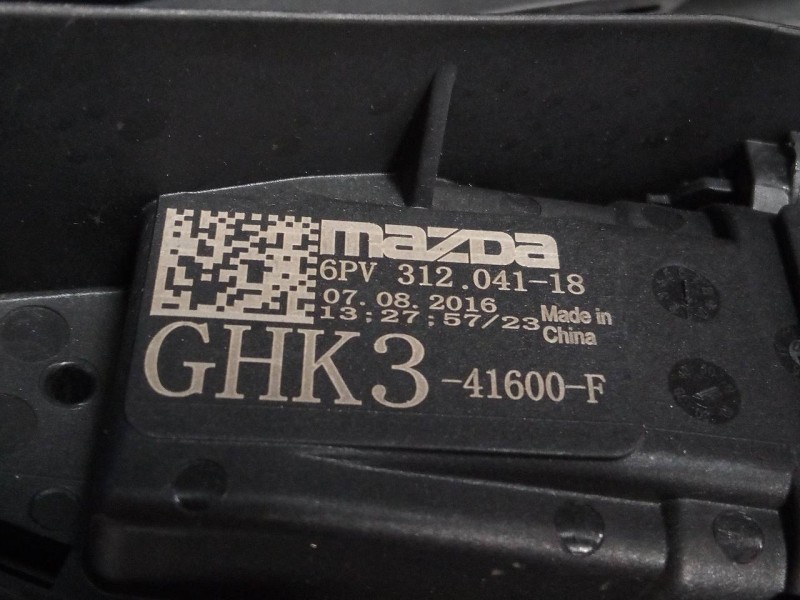 mazda
6PV 312.041-18
07.08.2016
13:27:57/23
Made in
China
GHK3-41600-F